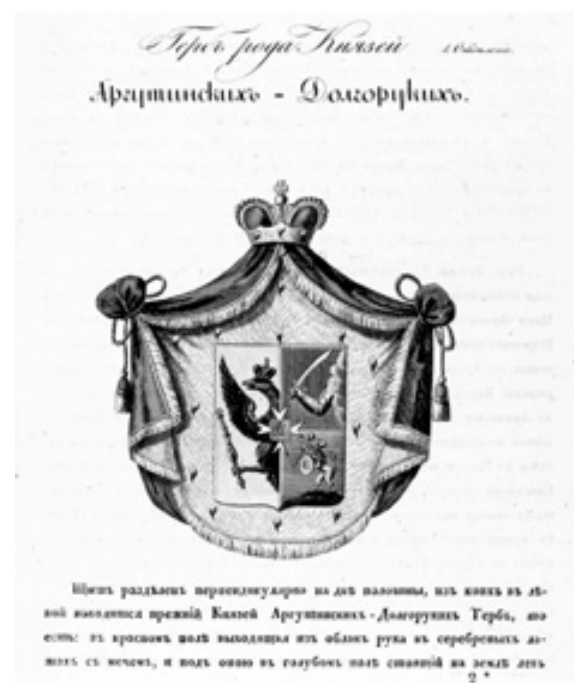 Гербъ рода Князей
Аргутинскихъ - Долгорукихъ.
Щитъ раздѣленъ перпендикулярно на двѣ половины, изъ коихъ въ лѣ-
вой находится прежній Князей Аргутинскихъ-Долгорукихъ Гербъ, то
есть: въ красномъ полѣ выходящая изъ облакъ рука въ серебреныхъ ла-
тахъ съ мечемъ, и подъ оною въ голубомъ полѣ стоящій на землѣ левъ
2 *